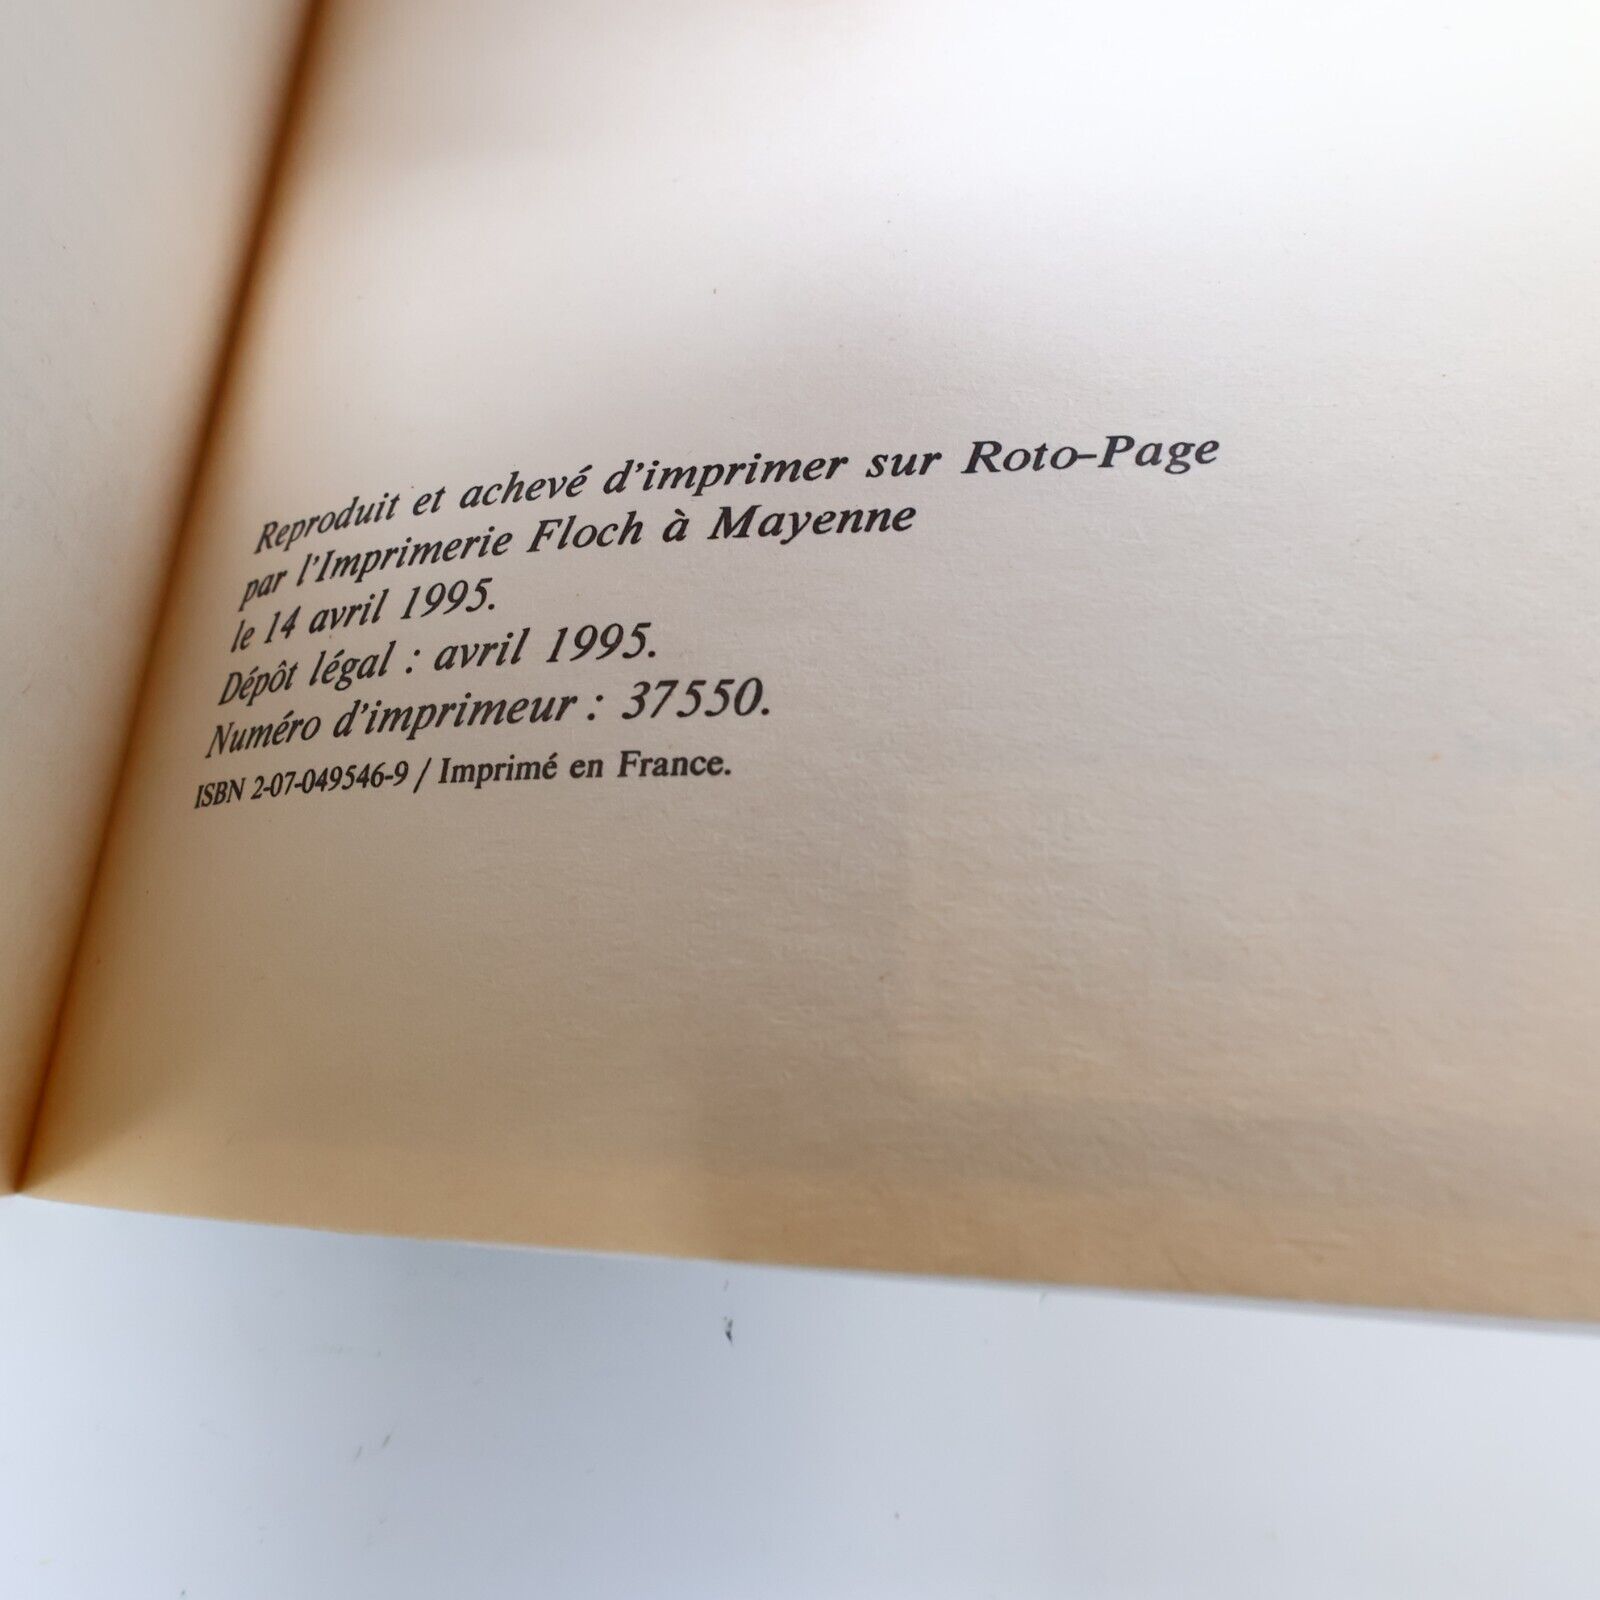 Reproduit et achevé d'imprimer sur Roto-Page
par l'Imprimerie Floch à Mayenne
le 14 avril 1995.
Dépôt légal : avril 1995.
Numéro d'imprimeur : 37550.
ISBN 2-07-049546-9 / Imprimé en France.